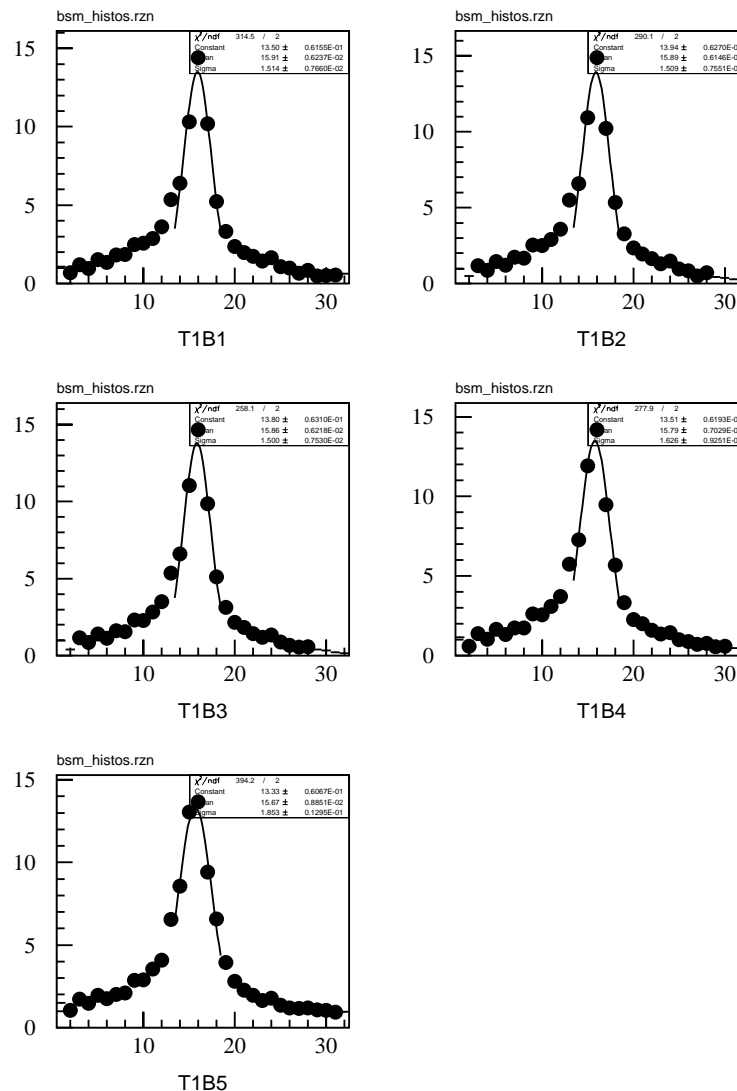 bsm_histos.rzn
χ²/ndf 314.5 / 2
Constant 13.50 ± 0.6155E-01
15.91 ± 0.6237E-02
Sigma 1.514 ± 0.7660E-02
15
10
5
0
10 20 30
T1B1
bsm_histos.rzn
χ²/ndf 290.1 / 2
Constant 13.94 ± 0.6270E-0
15.89 ± 0.6146E-0
Sigma 1.509 ± 0.7551E-0
15
10
5
0
10 20 30
T1B2
bsm_histos.rzn
χ²/ndf 258.1 / 2
Constant 13.80 ± 0.6310E-01
15.86 ± 0.6218E-02
Sigma 1.500 ± 0.7530E-02
15
10
5
0
10 20 30
T1B3
bsm_histos.rzn
χ²/ndf 277.9 / 2
Constant 13.51 ± 0.6193E-0
15.79 ± 0.7029E-0
Sigma 1.626 ± 0.9251E-0
15
10
5
0
10 20 30
T1B4
bsm_histos.rzn
χ²/ndf 394.2 / 2
Constant 13.33 ± 0.6067E-01
15.67 ± 0.8851E-02
1.853 ± 0.1295E-01
15
10
5
0
10 20 30
T1B5